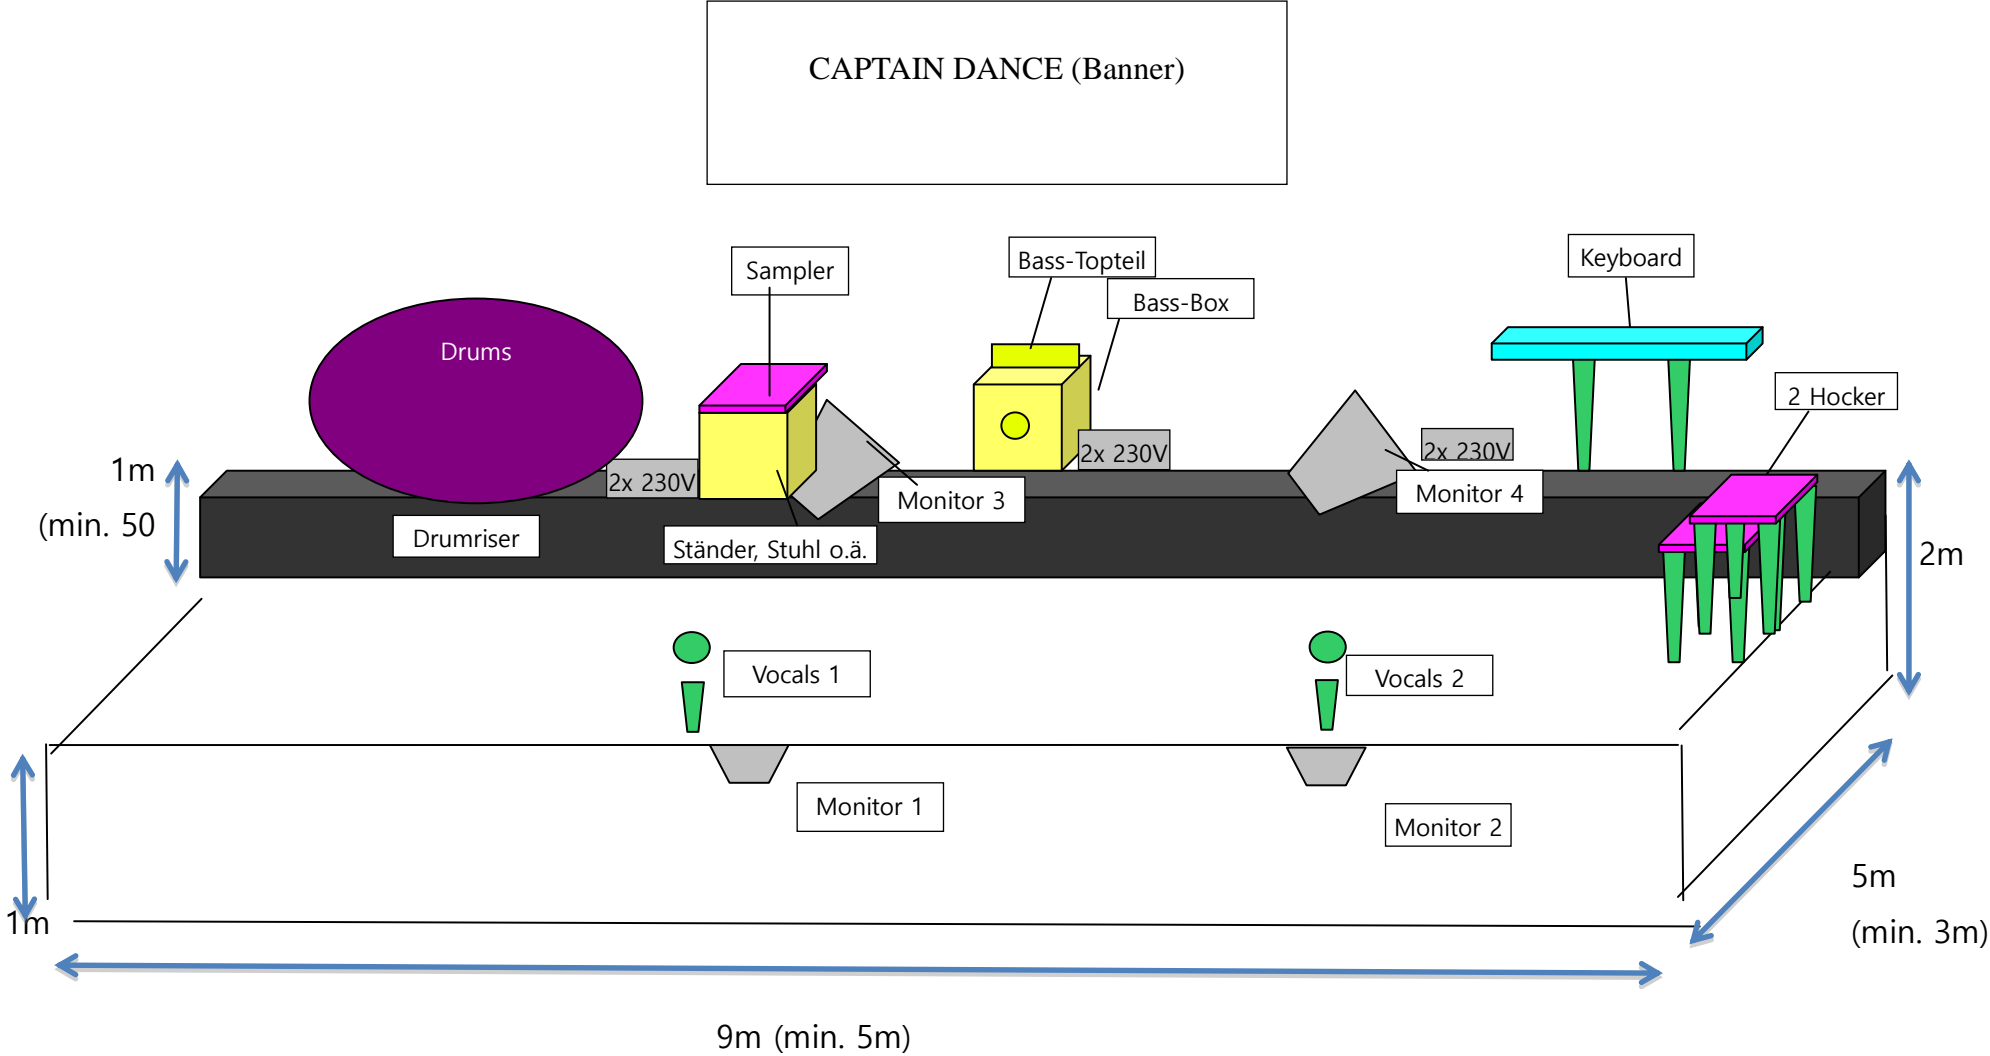 CAPTAIN DANCE (Banner)
Bass-Topteil
Keyboard
Sampler
Bass-Box
Drums
2 Hocker
2x 230V
2x 230V
1m
(min. 50
2x 230V
Monitor 3
Monitor 4
Drumriser
Ständer, Stuhl o.ä.
2m
Vocals 1
Vocals 2
Monitor 1
Monitor 2
5m
(min. 3m)
1m
9m (min. 5m)